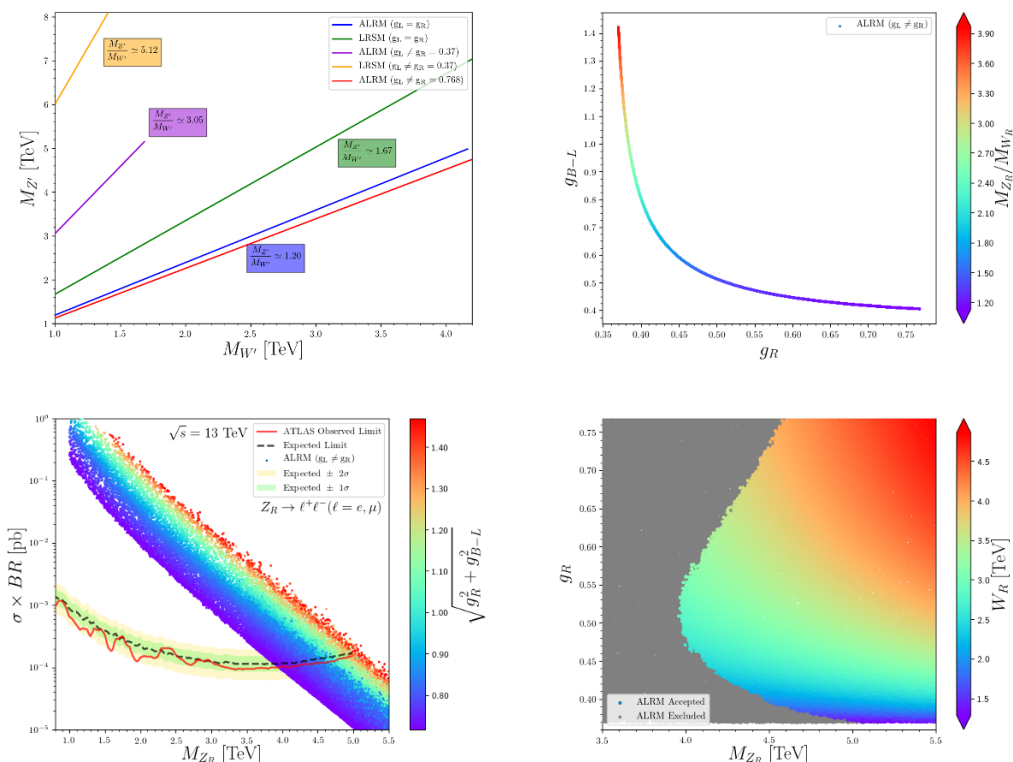 8
7
6
5
4
3
2
1
M_{Z'} [TeV]
1.0 1.5 2.0 2.5 3.0 3.5 4.0
M_{W'} [TeV]
ALRM (g_L = g_R)
LRSM (g_L = g_R)
ALRM (g_L ≠ g_R = 0.37)
LRSM (g_L ≠ g_R = 0.37)
ALRM (g_L ≠ g_R = 0.768)
M_{Z'}/M_{W'} ≃ 5.12
M_{Z'}/M_{W'} ≃ 3.05
M_{Z'}/M_{W'} ∼ 1.67
M_{Z'}/M_{W'} ≃ 1.20
1.4
1.3
1.2
1.1
1.0
0.9
0.8
0.7
0.6
0.5
0.4
g_{B−L}
0.35 0.40 0.45 0.50 0.55 0.60 0.65 0.70 0.75
g_R
ALRM (g_L ≠ g_R)
3.90
3.60
3.30
3.00
2.70
2.40
2.10
1.80
1.50
1.20
M_{Z_R}/M_{W_R}
10^0
10^{-1}
10^{-2}
10^{-3}
10^{-4}
10^{-5}
σ × BR [pb]
1.0 1.5 2.0 2.5 3.0 3.5 4.0 4.5 5.0 5.5
M_{Z_R} [TeV]
√s = 13 TeV
ATLAS Observed Limit
Expected Limit
ALRM (g_L ≠ g_R)
Expected ± 2σ
Expected ± 1σ
Z_R → ℓ⁺ℓ⁻(ℓ = e, μ)
1.40
1.30
1.20
1.10
1.00
0.90
0.80
√(g_R^2 + g_{B−L}^2)
0.75
0.70
0.65
0.60
0.55
0.50
0.45
0.40
g_R
3.5 4.0 4.5 5.0 5.5
M_{Z_R} [TeV]
ALRM Accepted
ALRM Excluded
4.5
4.0
3.5
3.0
2.5
2.0
1.5
W_R [TeV]